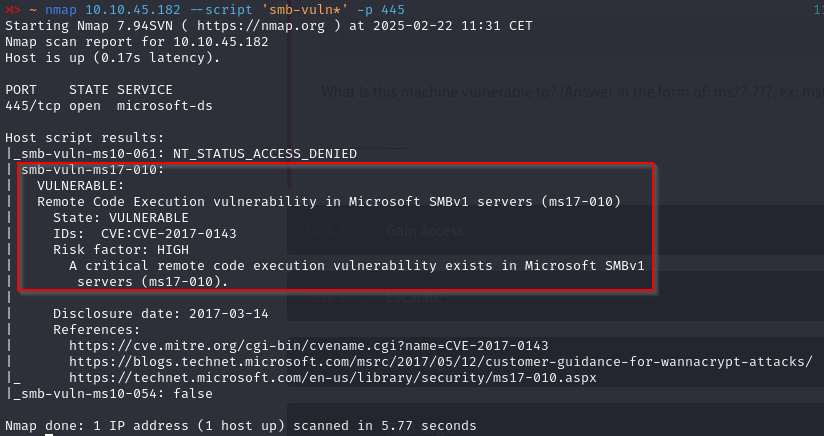 ~ nmap 10.10.45.182 --script 'smb-vuln*' -p 445
Starting Nmap 7.94SVN ( https://nmap.org ) at 2025-02-22 11:31 CET
Nmap scan report for 10.10.45.182
Host is up (0.17s latency).
What is this machine vulnerable to? (Answer in the form of: ms??-???, ex: ms
PORT    STATE SERVICE
445/tcp open  microsoft-ds
Host script results:
|_smb-vuln-ms10-061: NT_STATUS_ACCESS_DENIED
| smb-vuln-ms17-010:
|   VULNERABLE:
|   Remote Code Execution vulnerability in Microsoft SMBv1 servers (ms17-010)
|     State: VULNERABLE
|     IDs:  CVE:CVE-2017-0143
Gain Access
|     Risk factor: HIGH
|       A critical remote code execution vulnerability exists in Microsoft SMBv1
|        servers (ms17-010).
|
Escalate
|     Disclosure date: 2017-03-14
|     References:
|       https://cve.mitre.org/cgi-bin/cvename.cgi?name=CVE-2017-0143
|       https://blogs.technet.microsoft.com/msrc/2017/05/12/customer-guidance-for-wannacrypt-attacks/
|_      https://technet.microsoft.com/en-us/library/security/ms17-010.aspx
|_smb-vuln-ms10-054: false
Nmap done: 1 IP address (1 host up) scanned in 5.77 seconds